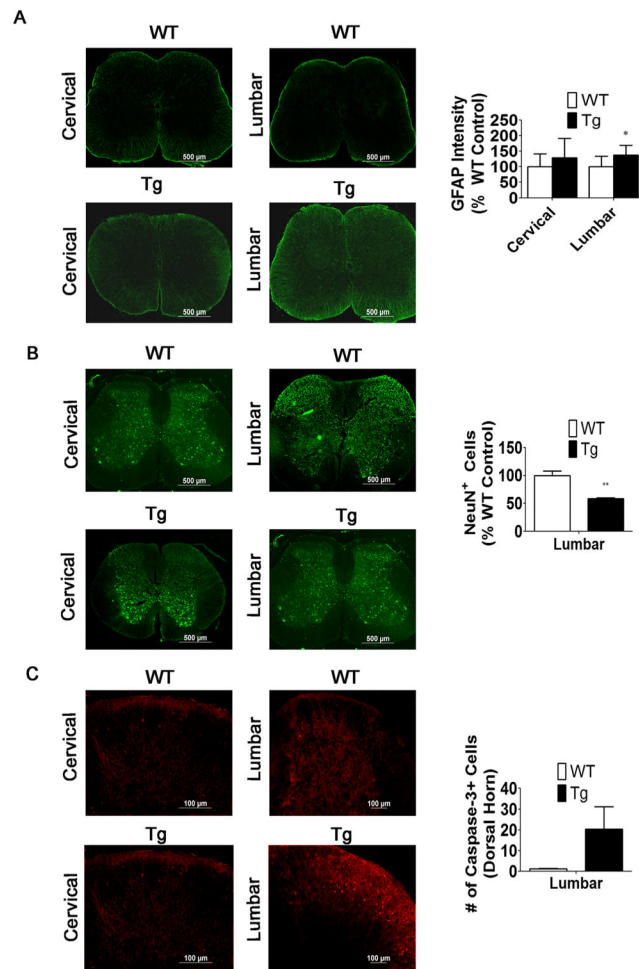 A
WT
WT
Cervical
500 µm
Lumbar
500 µm
Tg
Tg
Cervical
500 µm
Lumbar
500 µm
GFAP Intensity
(% WT Control)
WT
Tg
250
200
150
100
50
0
*
Cervical
Lumbar
B
WT
WT
Cervical
500 µm
Lumbar
500 µm
Tg
Tg
Cervical
500 µm
Lumbar
500 µm
NeuN+ Cells
(% WT Control)
WT
Tg
150
100
50
0
**
Lumbar
C
WT
WT
Cervical
100 µm
Lumbar
100 µm
Tg
Tg
Cervical
100 µm
Lumbar
100 µm
# of Caspase-3+ Cells
(Dorsal Horn)
WT
Tg
40
30
20
10
0
Lumbar